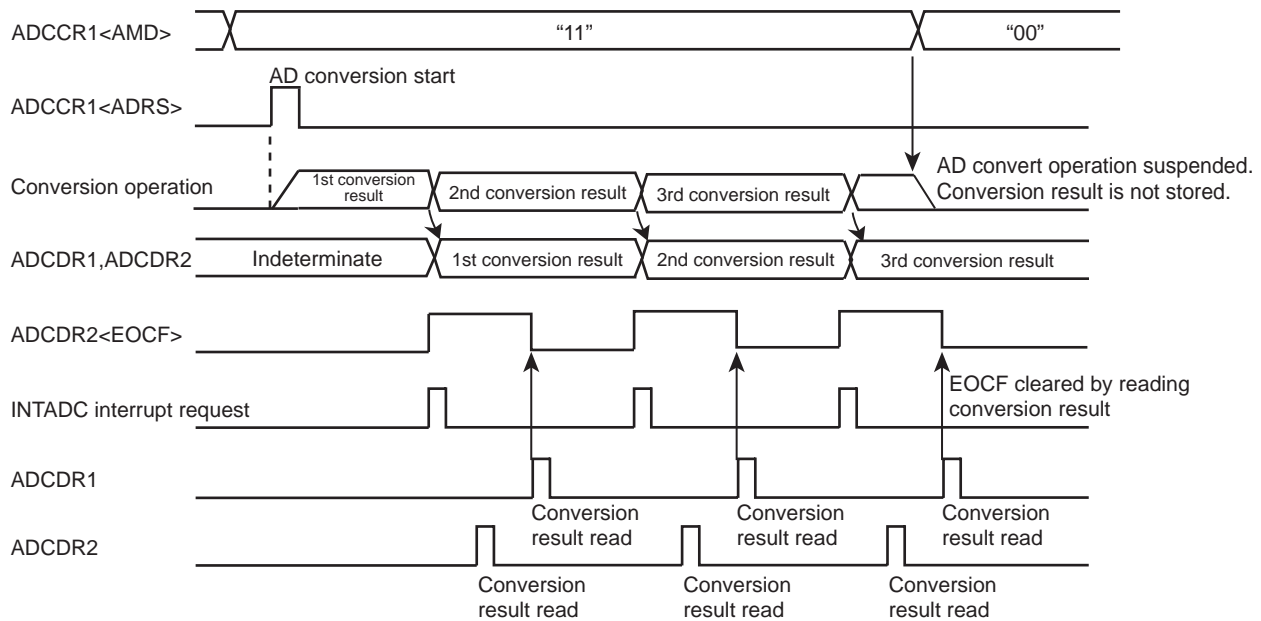 ADCCR1<AMD>
“11”
“00”
AD conversion start
ADCCR1<ADRS>
Conversion operation
1st conversion
result
2nd conversion result
3rd conversion result
AD convert operation suspended.
Conversion result is not stored.
ADCDR1,ADCDR2
Indeterminate
1st conversion result
2nd conversion result
3rd conversion result
ADCDR2<EOCF>
EOCF cleared by reading
conversion result
INTADC interrupt request
ADCDR1
Conversion
result read
Conversion
result read
Conversion
result read
ADCDR2
Conversion
result read
Conversion
result read
Conversion
result read